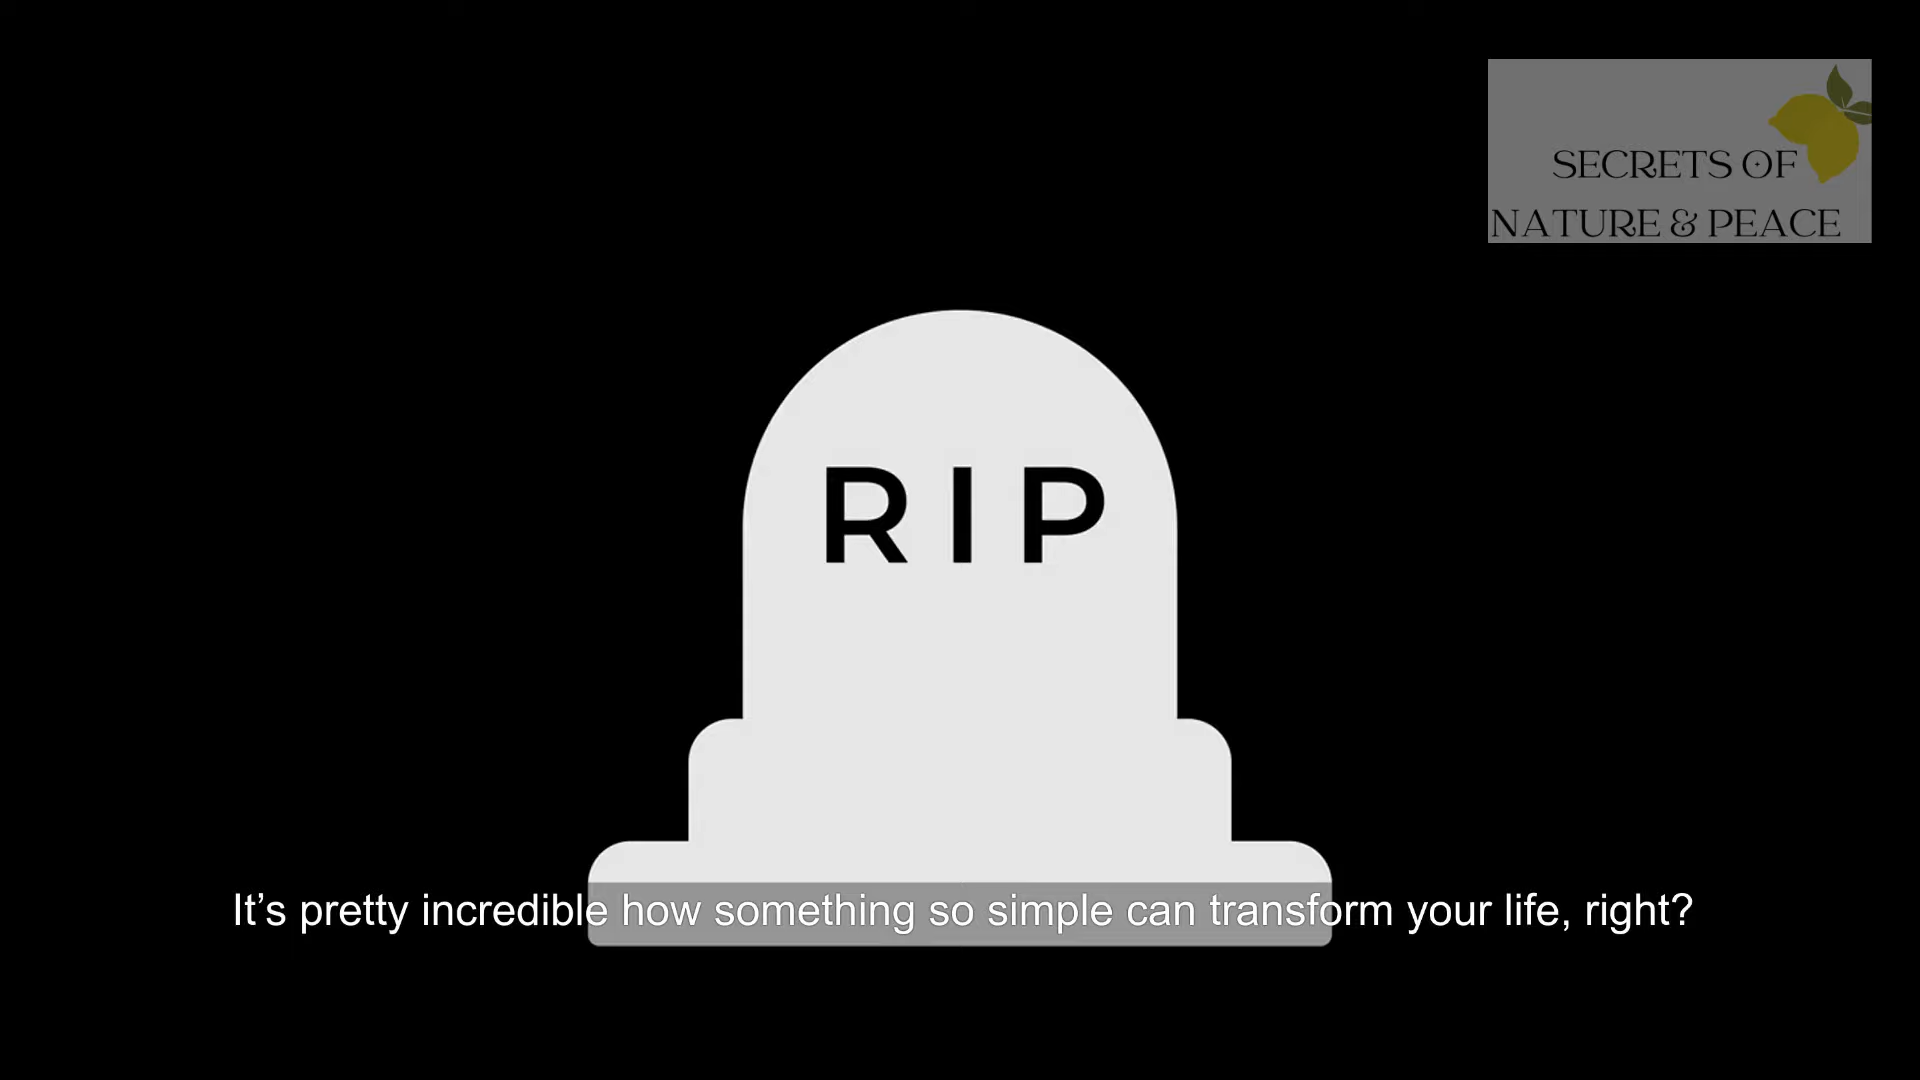 SECRETS OF
NATURE & PEACE
RIP
It’s pretty incredible how something so simple can transform your life, right?